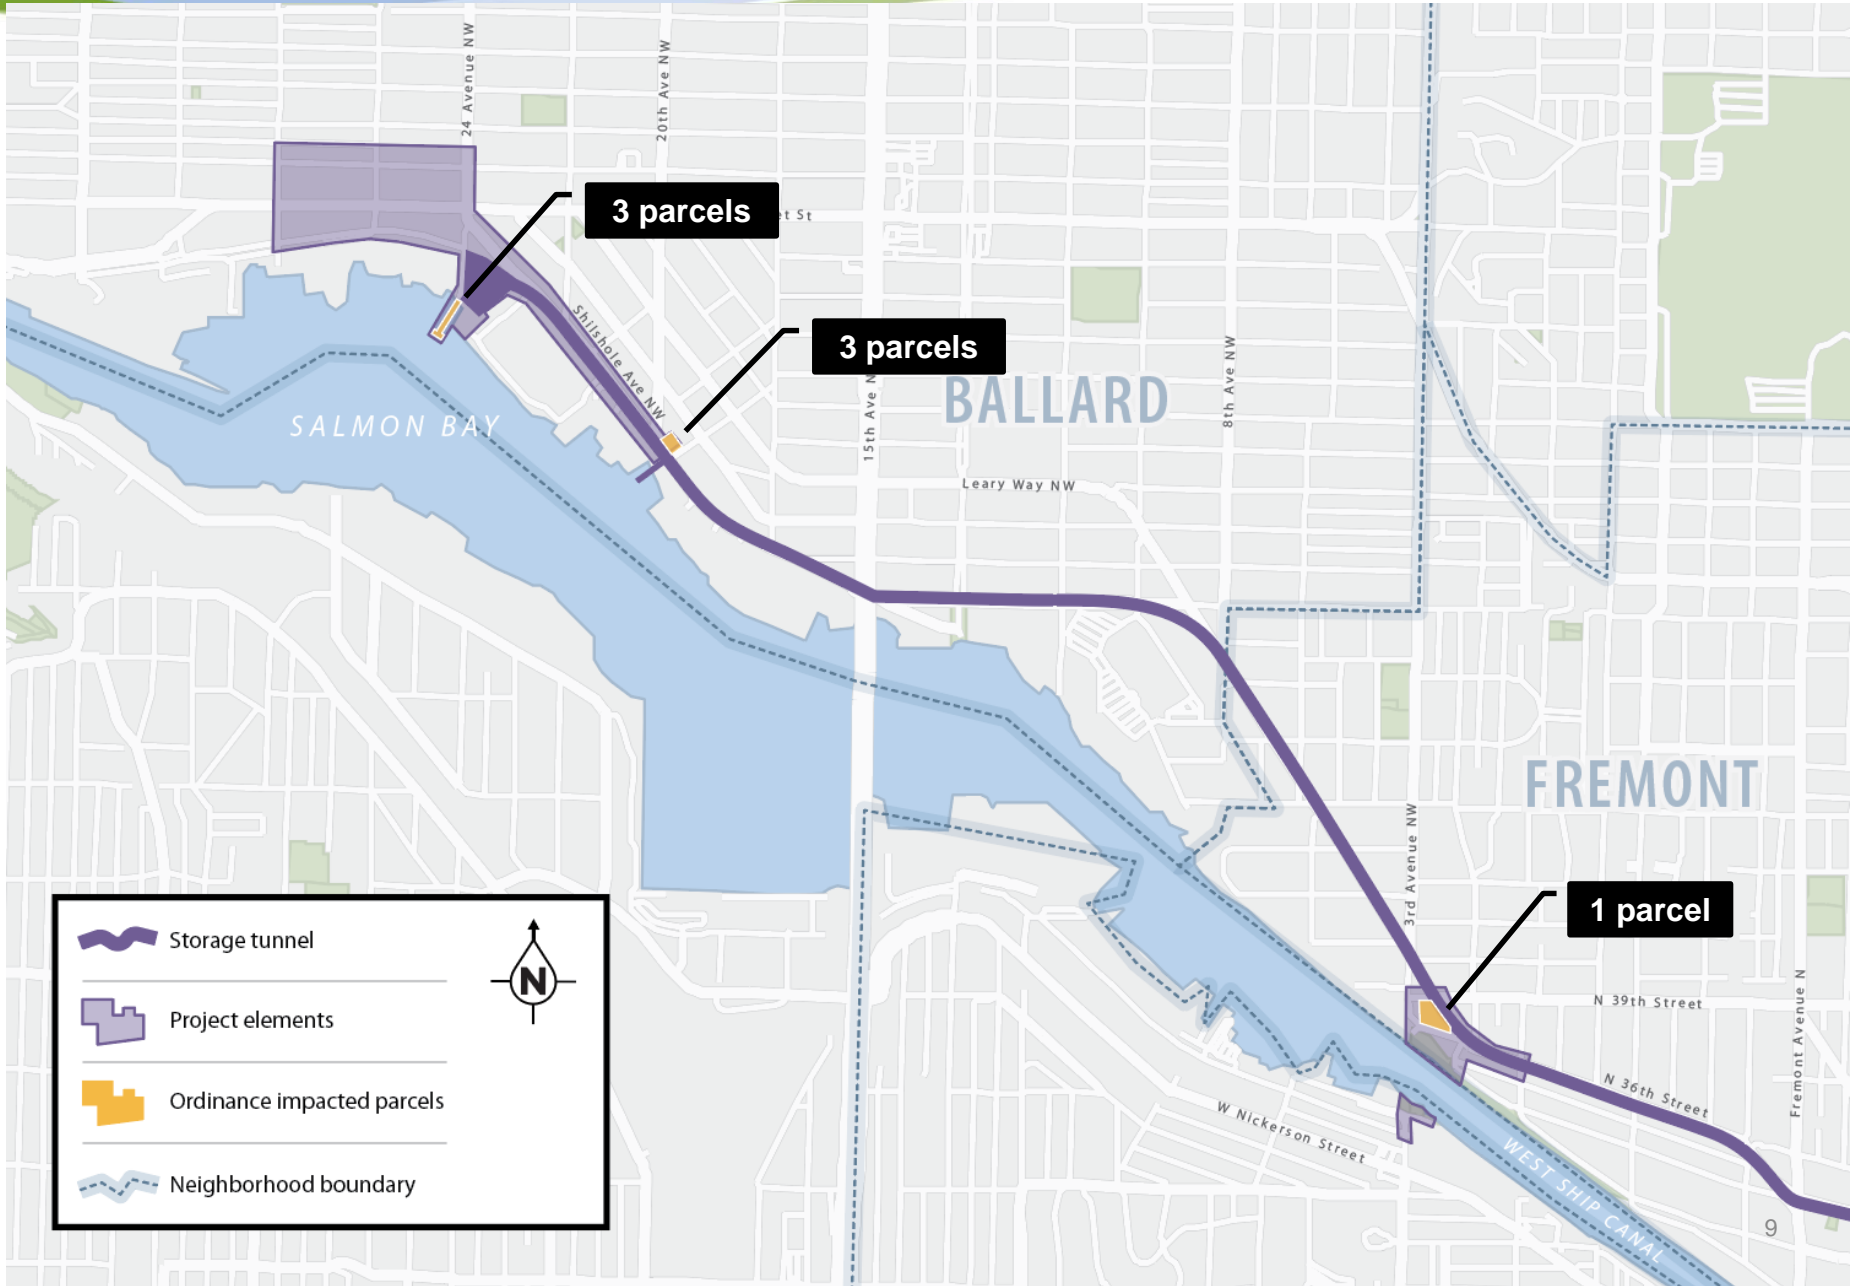 24 Avenue NW
20th Ave NW
3 parcels
et St
Shilshole Ave NW
3 parcels
15th Ave N
BALLARD
8th Ave NW
SALMON BAY
Leary Way NW
FREMONT
3rd Avenue NW
1 parcel
N 39th Street
Fremont Avenue N
N 36th Street
W Nickerson Street
WEST SHIP CANAL
Storage tunnel
N
Project elements
Ordinance impacted parcels
Neighborhood boundary
9